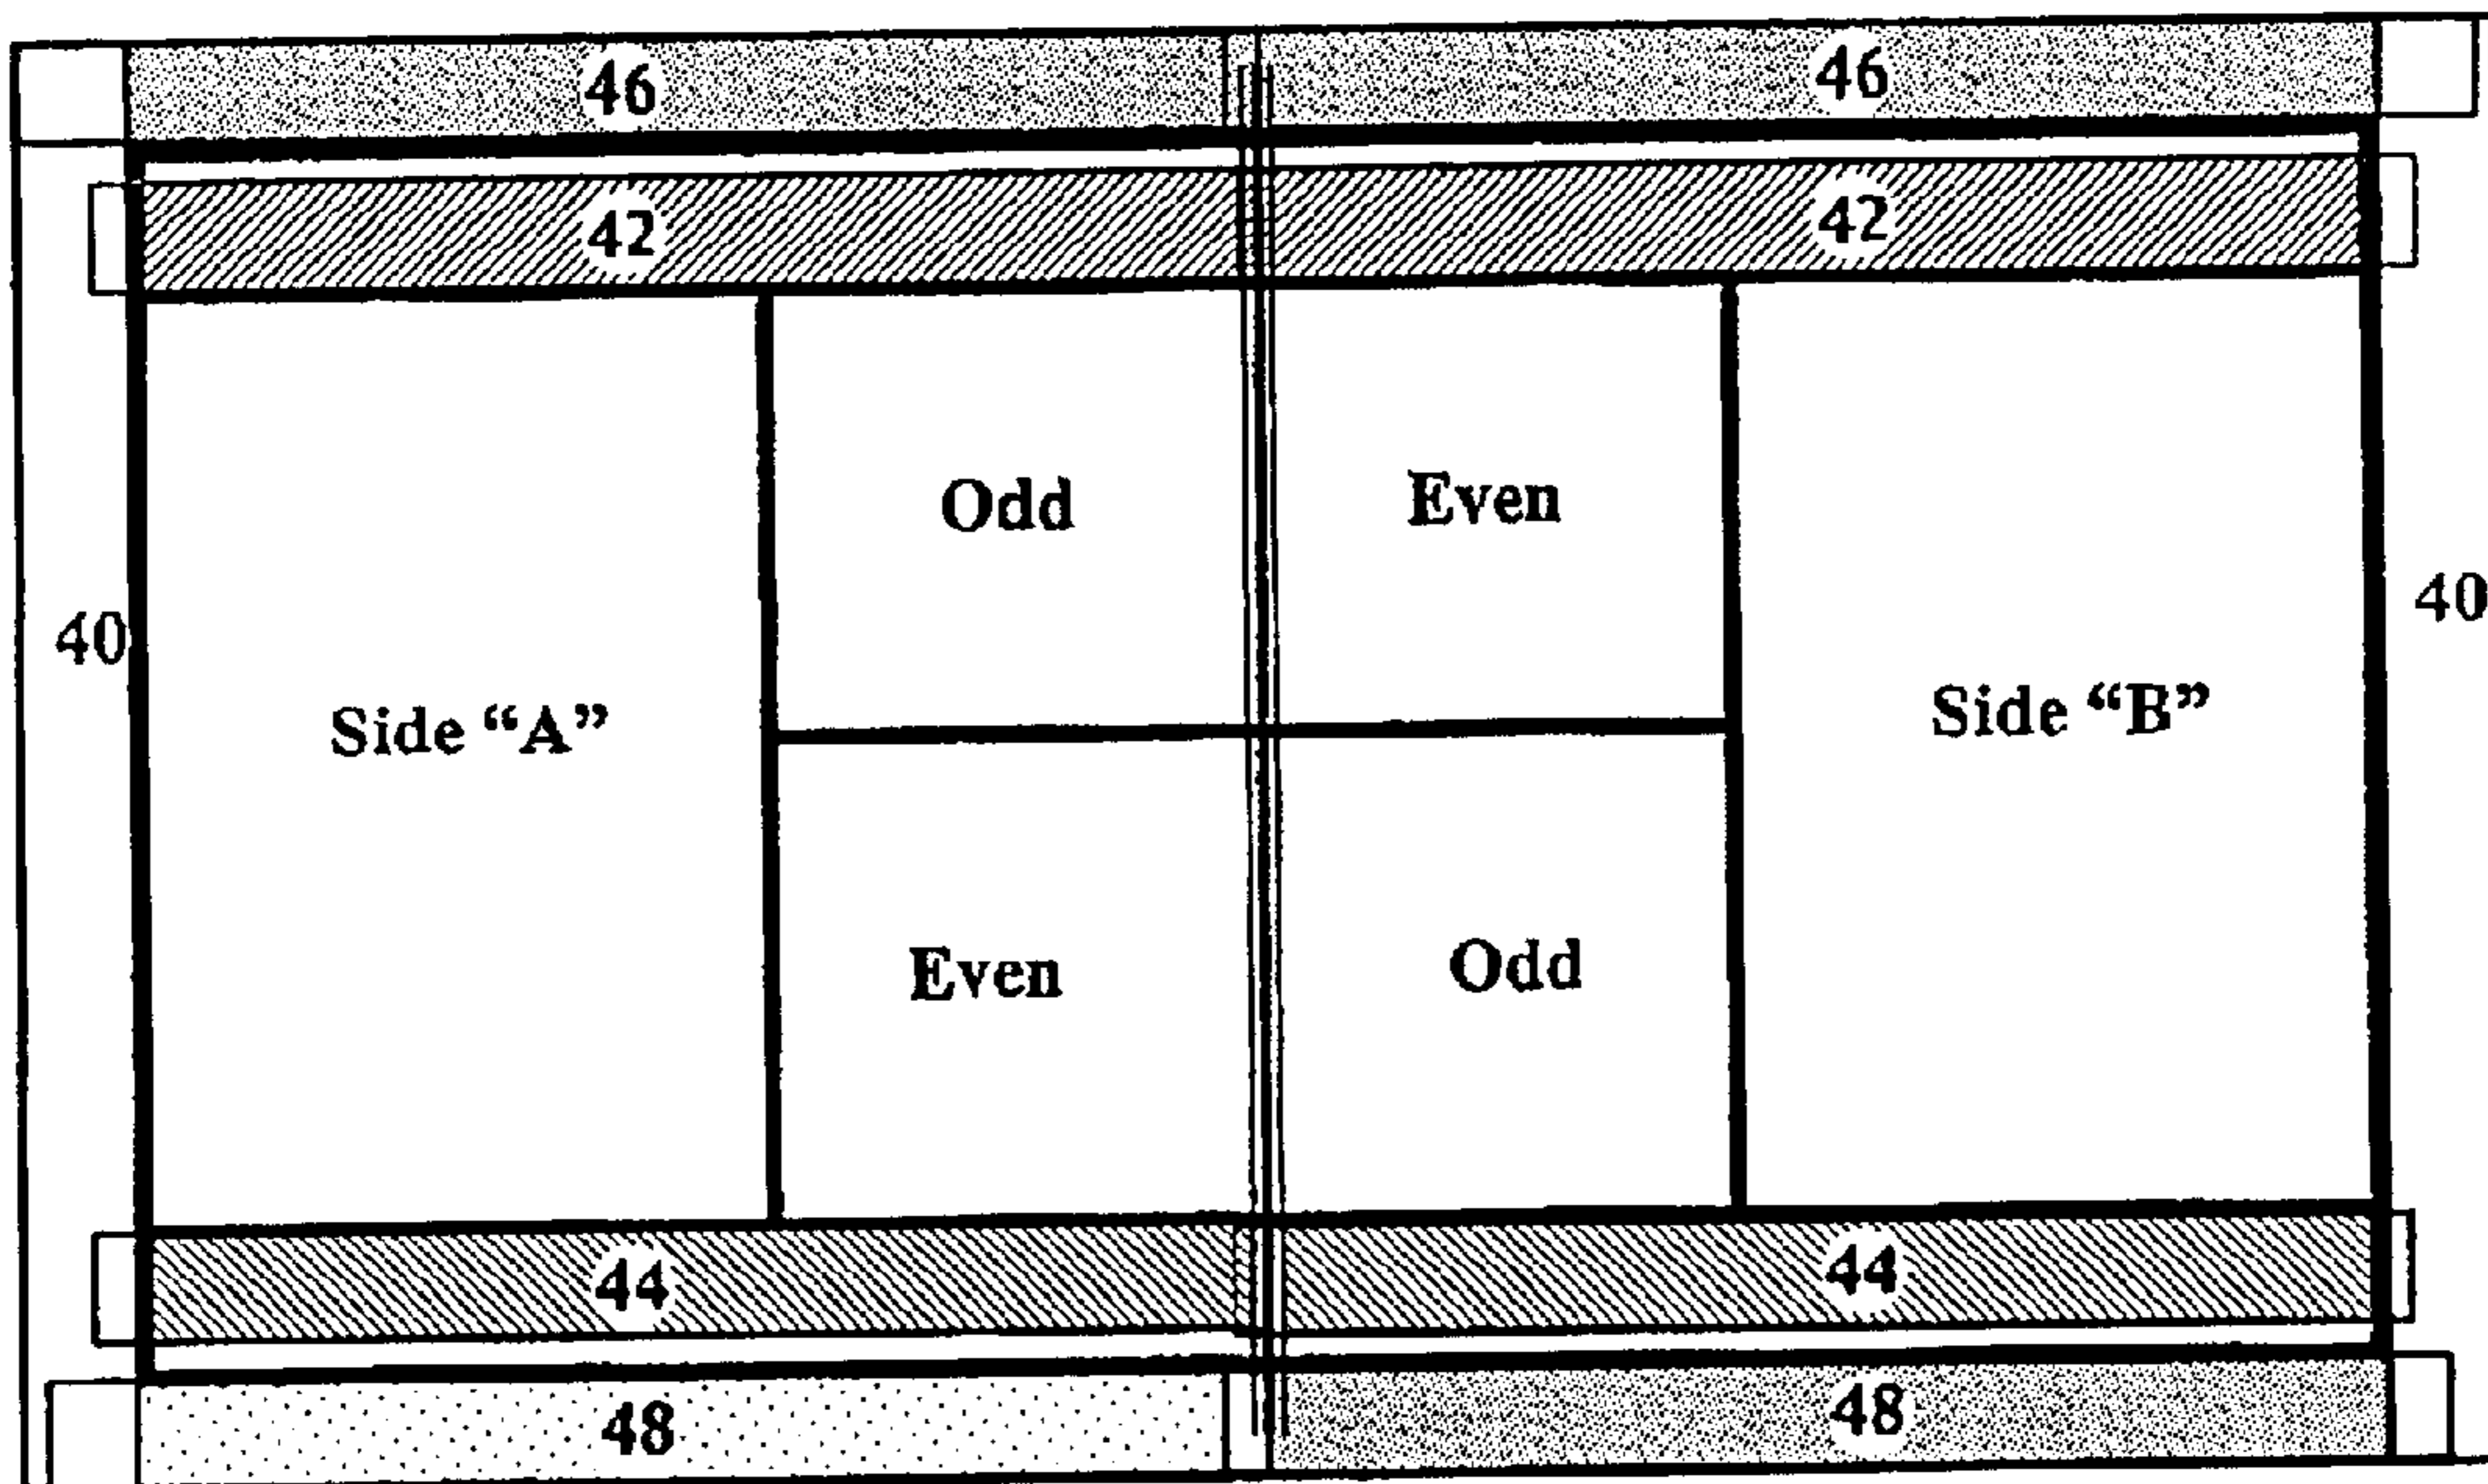 46 46
42 42
Odd Even
40 40
Side “A” Side “B”
Even Odd
44 44
48 48